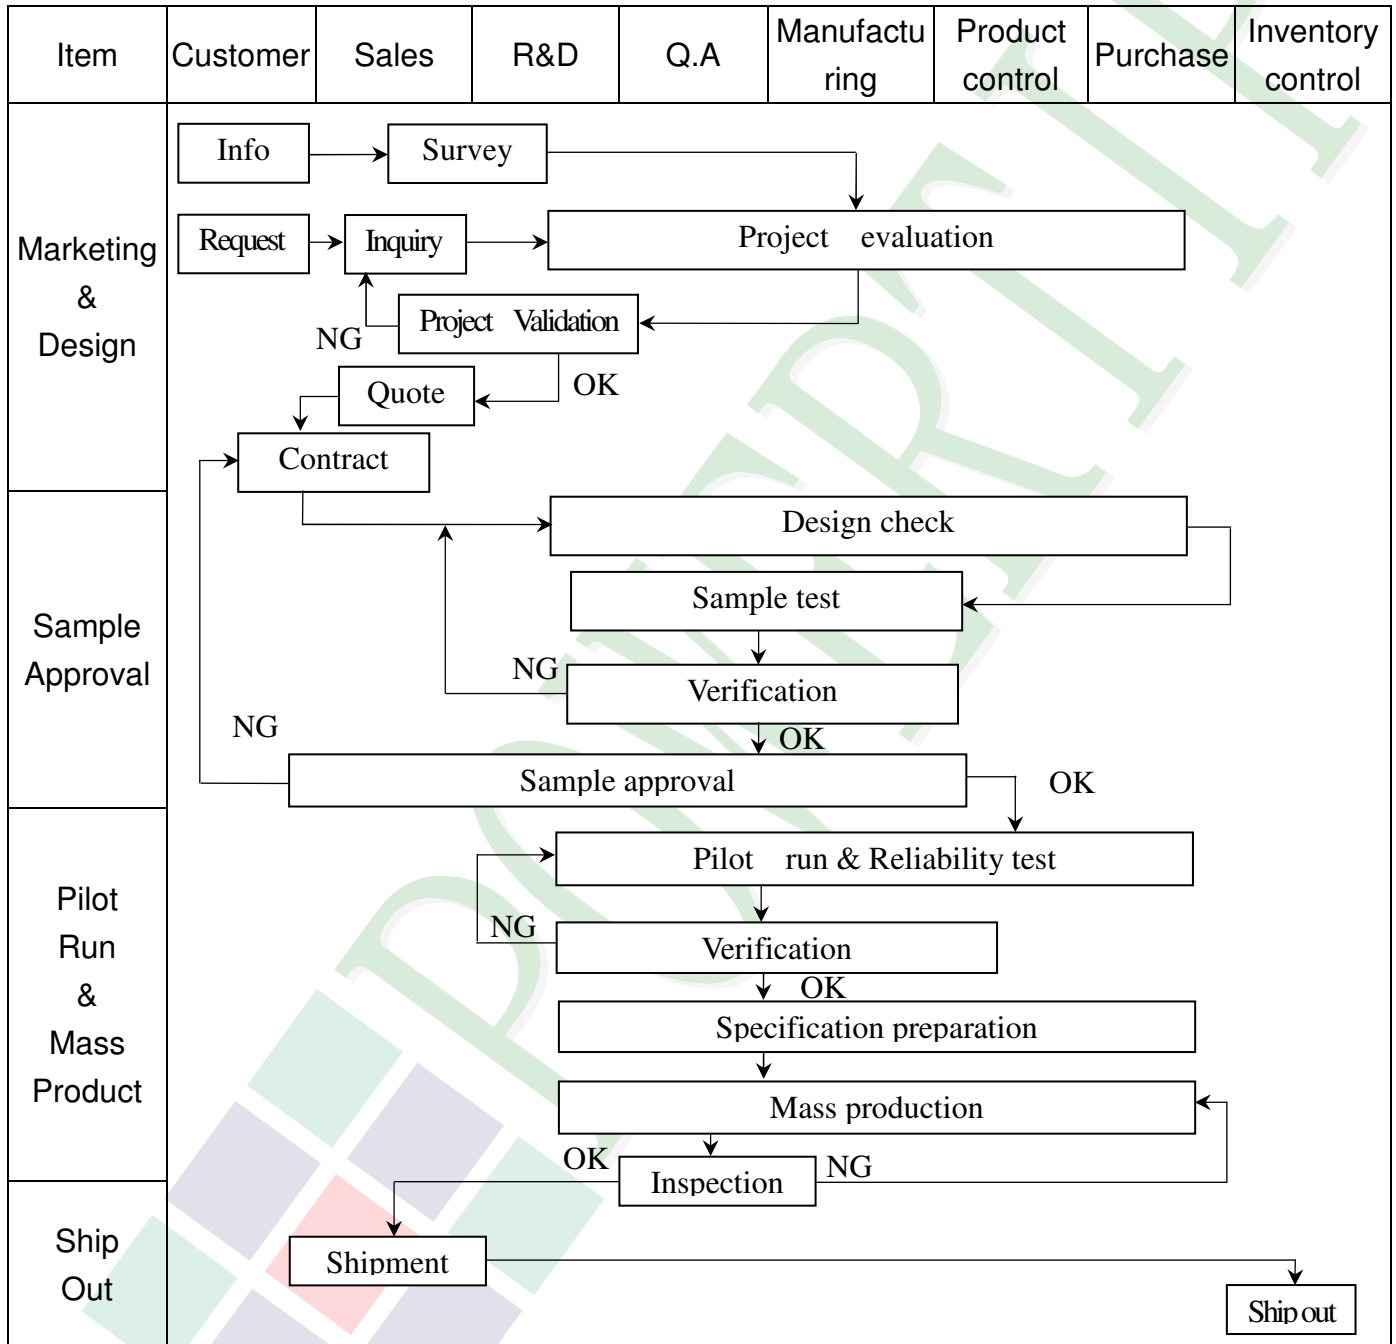 Item
Customer
Sales
R&D
Q.A
Manufactu
ring
Product
control
Purchase
Inventory
control
Marketing
&
Design
Info
Survey
Request
Inquiry
Project evaluation
NG
Project Validation
Quote
OK
Contract
Sample
Approval
Design check
Sample test
NG
Verification
OK
NG
Sample approval
OK
Pilot
Run
&
Mass
Product
Pilot run & Reliability test
NG
Verification
OK
Specification preparation
Mass production
OK
Inspection
NG
Ship
Out
Shipment
Ship out
POWERTIP